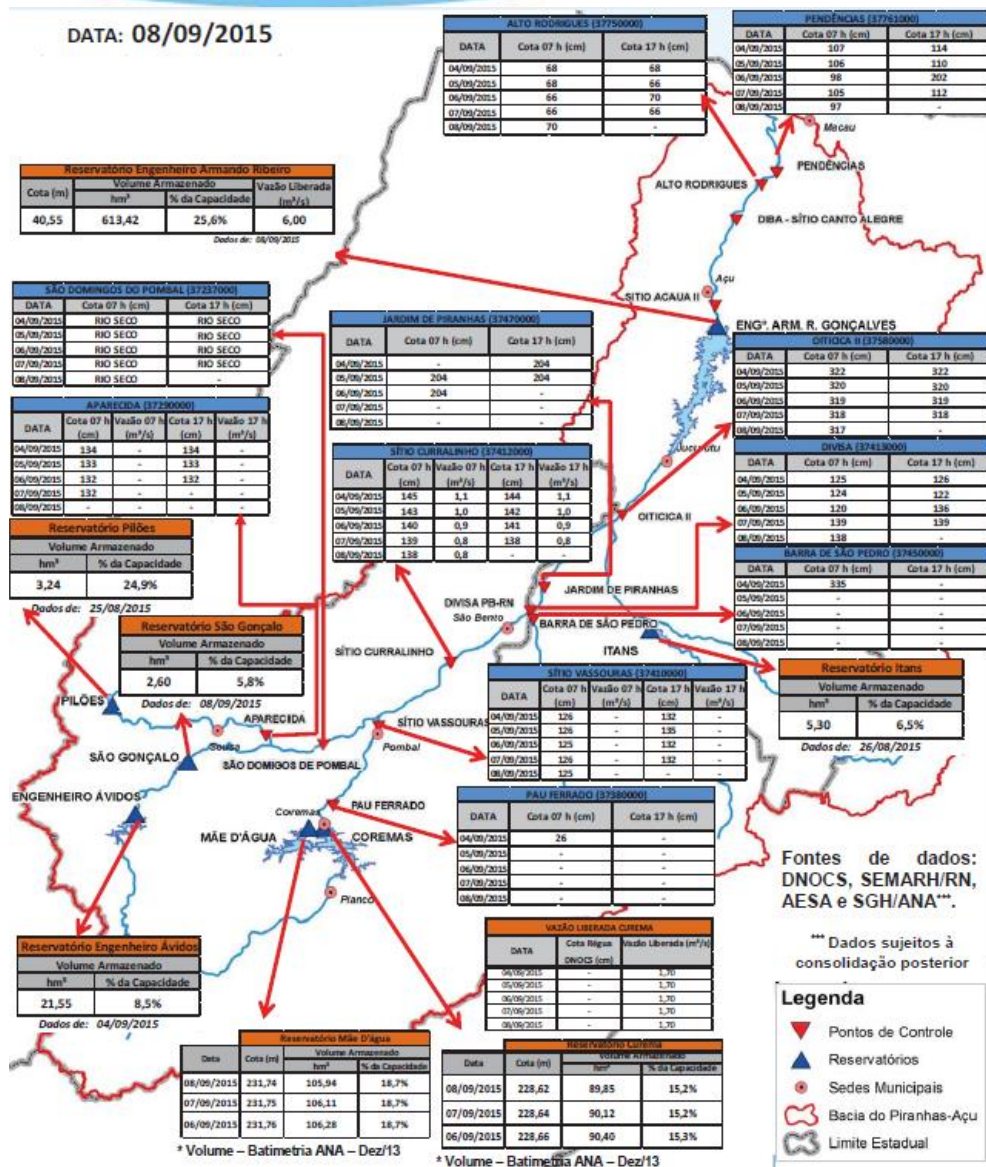 DATA: 08/09/2015
ALTO RODRIGUES (37750000)
DATA Cota 07 h (cm) Cota 17 h (cm)
04/09/2015 68 68
05/09/2015 68 66
06/09/2015 66 70
07/09/2015 66 66
08/09/2015 70 -
PENDÊNCIAS (37761000)
DATA Cota 07 h (cm) Cota 17 h (cm)
04/09/2015 107 114
05/09/2015 106 110
06/09/2015 98 202
07/09/2015 105 112
08/09/2015 97 -
Macau
PENDÊNCIAS
ALTO RODRIGUES
DIBA - SÍTIO CANTO ALEGRE
Açu
SITIO ACAUA II
ENGº. ARM. R. GONÇALVES
Reservatório Engenheiro Armando Ribeiro
Cota (m) Volume Armazenado Vazão Liberada (m³/s)
hm³ % da Capacidade
40,55 613,42 25,6% 6,00
Dados de: 08/09/2015
SÃO DOMINGOS DO POMBAL (37237000)
DATA Cota 07 h (cm) Cota 17 h (cm)
04/09/2015 RIO SECO RIO SECO
05/09/2015 RIO SECO RIO SECO
06/09/2015 RIO SECO RIO SECO
07/09/2015 RIO SECO RIO SECO
08/09/2015 RIO SECO -
JARDIM DE PIRANHAS (37470000)
DATA Cota 07 h (cm) Cota 17 h (cm)
04/09/2015 - 204
05/09/2015 204 204
06/09/2015 204 -
07/09/2015 - -
08/09/2015 - -
OITICICA II (37580000)
DATA Cota 07 h (cm) Cota 17 h (cm)
04/09/2015 322 322
05/09/2015 320 320
06/09/2015 319 319
07/09/2015 318 318
08/09/2015 317 -
APARECIDA (37290000)
DATA Cota 07 h (cm) Vazão 07 h (m³/s) Cota 17 h (cm) Vazão 17 h (m³/s)
04/09/2015 134 - 134 -
05/09/2015 133 - 133 -
06/09/2015 132 - 132 -
07/09/2015 132 - - -
08/09/2015 - - - -
SÍTIO CURRALINHO (37412000)
DATA Cota 07 h (cm) Vazão 07 h (m³/s) Cota 17 h (cm) Vazão 17 h (m³/s)
04/09/2015 145 1,1 144 1,1
05/09/2015 143 1,0 142 1,0
06/09/2015 140 0,9 141 0,9
07/09/2015 139 0,8 138 0,8
08/09/2015 138 0,8 - -
Jucurutu
OITICICA II
DIVISA (37413000)
DATA Cota 07 h (cm) Cota 17 h (cm)
04/09/2015 125 126
05/09/2015 124 122
06/09/2015 120 136
07/09/2015 139 139
08/09/2015 138 -
BARRA DE SÃO PEDRO (37450000)
DATA Cota 07 h (cm) Cota 17 h (cm)
04/09/2015 335 -
05/09/2015 - -
06/09/2015 - -
07/09/2015 - -
08/09/2015 - -
Reservatório Pilões
Volume Armazenado
hm³ % da Capacidade
3,24 24,9%
Dados de: 25/08/2015
JARDIM DE PIRANHAS
DIVISA PB-RN
São Bento
BARRA DE SÃO PEDRO
ITANS
SÍTIO CURRALINHO
Reservatório São Gonçalo
Volume Armazenado
hm³ % da Capacidade
2,60 5,8%
Dados de: 08/09/2015
Reservatório Itans
Volume Armazenado
hm³ % da Capacidade
5,30 6,5%
Dados de: 26/08/2015
SÍTIO VASSOURAS (37410000)
DATA Cota 07 h (cm) Vazão 07 h (m³/s) Cota 17 h (cm) Vazão 17 h (m³/s)
04/09/2015 126 - 132 -
05/09/2015 126 - 135 -
06/09/2015 125 - 132 -
07/09/2015 126 - 132 -
08/09/2015 125 - - -
PILÕES
APARECIDA
Sousa
SÍTIO VASSOURAS
Pombal
SÃO GONÇALO
SÃO DOMIGOS DE POMBAL
ENGENHEIRO ÁVIDOS
PAU FERRADO
Coremas
MÃE D'ÁGUA
COREMAS
Piancó
PAU FERRADO (37380000)
DATA Cota 07 h (cm) Cota 17 h (cm)
04/09/2015 26 -
05/09/2015 - -
06/09/2015 - -
07/09/2015 - -
08/09/2015 - -
Fontes de dados:
DNOCS, SEMARH/RN,
AESA e SGH/ANA***.
*** Dados sujeitos à
consolidação posterior
VAZÃO LIBERADA CUREMA
DATA Cota Régua DNOCS (cm) Vazão Liberada (m³/s)
04/09/2015 - 1,70
05/09/2015 - 1,70
06/09/2015 - 1,70
07/09/2015 - 1,70
08/09/2015 - 1,70
Reservatório Engenheiro Ávidos
Volume Armazenado
hm³ % da Capacidade
21,55 8,5%
Dados de: 04/09/2015
Reservatório Mãe D'água
Data Cota (m) Volume Armazenado
hm³ % da Capacidade
08/09/2015 231,74 105,94 18,7%
07/09/2015 231,75 106,11 18,7%
06/09/2015 231,76 106,28 18,7%
* Volume – Batimetria ANA – Dez/13
Reservatório Curema
Data Cota (m) Volume Armazenado
hm³ % da Capacidade
08/09/2015 228,62 89,85 15,2%
07/09/2015 228,64 90,12 15,2%
06/09/2015 228,66 90,40 15,3%
* Volume – Batimetria ANA – Dez/13
Legenda
Pontos de Controle
Reservatórios
Sedes Municipais
Bacia do Piranhas-Açu
Limite Estadual